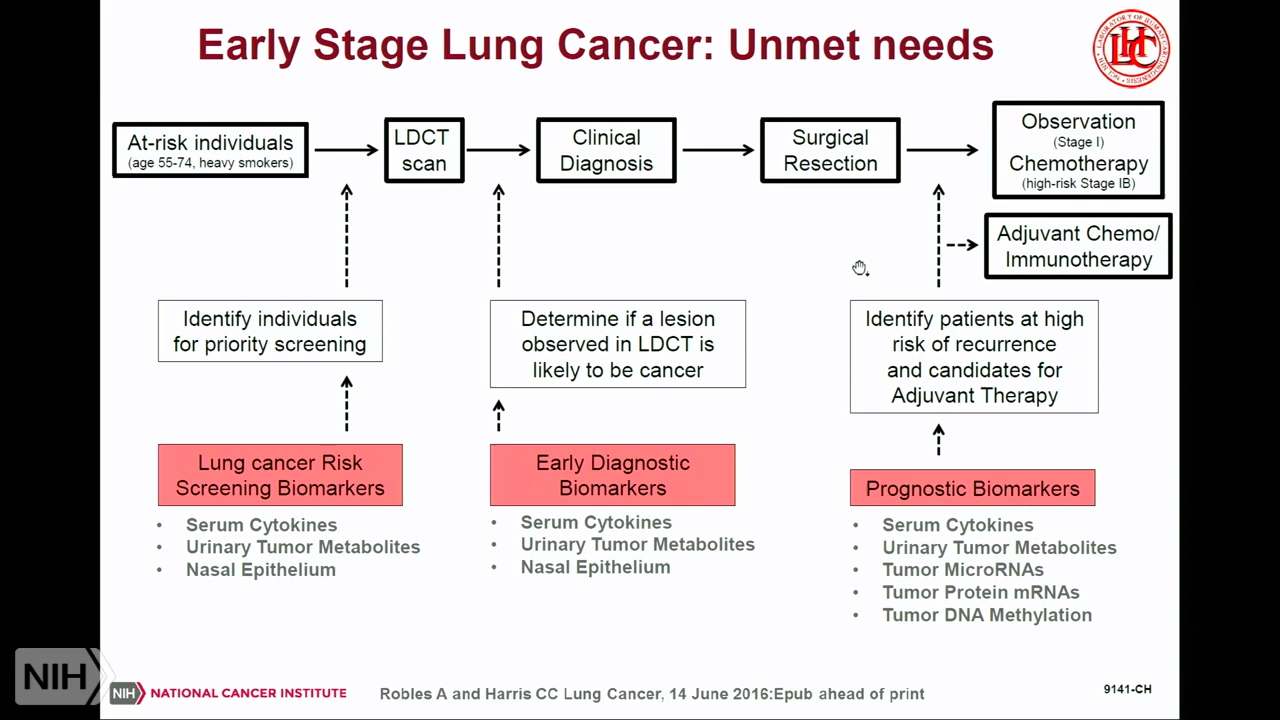 Early Stage Lung Cancer: Unmet needs
LHC
At-risk individuals
(age 55-74, heavy smokers)
LDCT
scan
Clinical
Diagnosis
Surgical
Resection
Observation
(Stage I)
Chemotherapy
(high-risk Stage IB)
Adjuvant Chemo/
Immunotherapy
Identify individuals
for priority screening
Determine if a lesion
observed in LDCT is
likely to be cancer
Identify patients at high
risk of recurrence
and candidates for
Adjuvant Therapy
Lung cancer Risk
Screening Biomarkers
• Serum Cytokines
• Urinary Tumor Metabolites
• Nasal Epithelium
Early Diagnostic
Biomarkers
• Serum Cytokines
• Urinary Tumor Metabolites
• Nasal Epithelium
Prognostic Biomarkers
• Serum Cytokines
• Urinary Tumor Metabolites
• Tumor MicroRNAs
• Tumor Protein mRNAs
• Tumor DNA Methylation
NIH
NIH NATIONAL CANCER INSTITUTE
Robles A and Harris CC Lung Cancer, 14 June 2016:Epub ahead of print
9141-CH